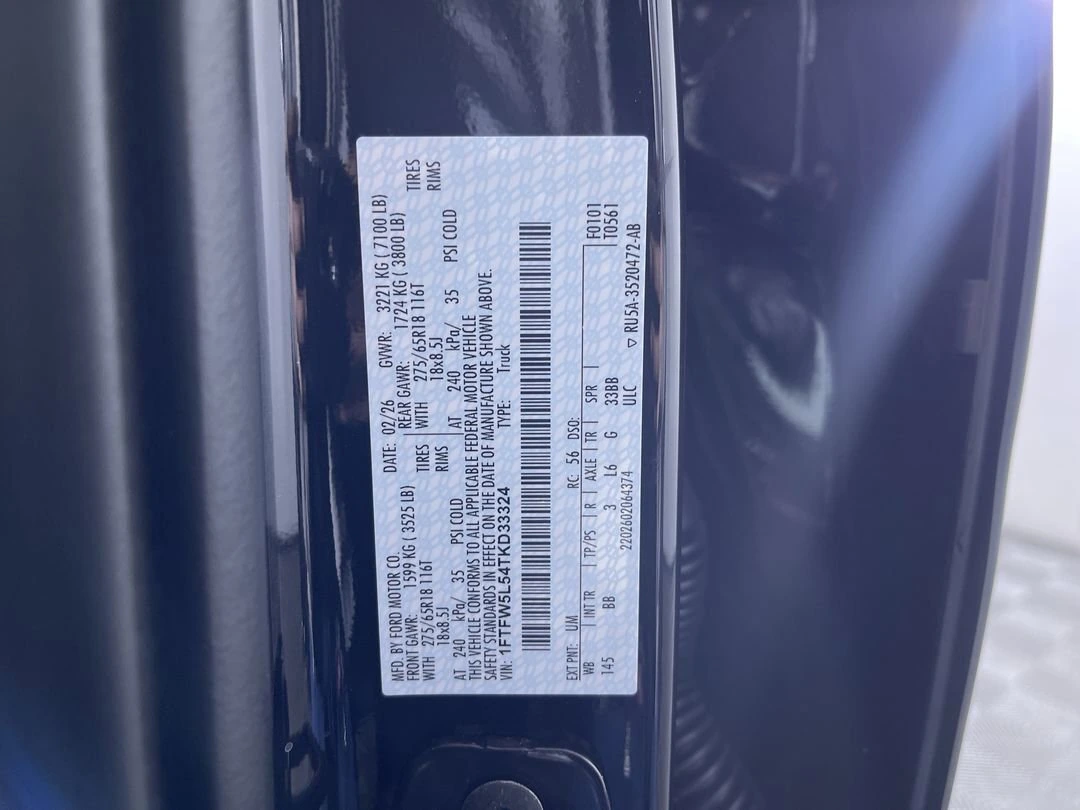 MFD. BY FORD MOTOR CO.  DATE: 02/26  GVWR: 3221 KG ( 7100 LB)
FRONT GAWR: 1599 KG ( 3525 LB)  REAR GAWR: 1724 KG ( 3800 LB)
WITH 275/65R18 116T TIRES  WITH 275/65R18 116T TIRES
18x8.5J RIMS  18x8.5J RIMS
AT 240 kPa/ 35 PSI COLD  AT 240 kPa/ 35 PSI COLD
THIS VEHICLE CONFORMS TO ALL APPLICABLE FEDERAL MOTOR VEHICLE
SAFETY STANDARDS IN EFFECT ON THE DATE OF MANUFACTURE SHOWN ABOVE.
VIN: 1FTFW5L54TKD33324  TYPE: Truck
EXT PNT: UM  RC: 56 DSO:
WB | INT TR | TP/PS | R | AXLE | TR | SPR | F0101
145 BB 3 L6 G 33BB T0561
2202602064374 ULC
▽ RU5A-3520472-AB